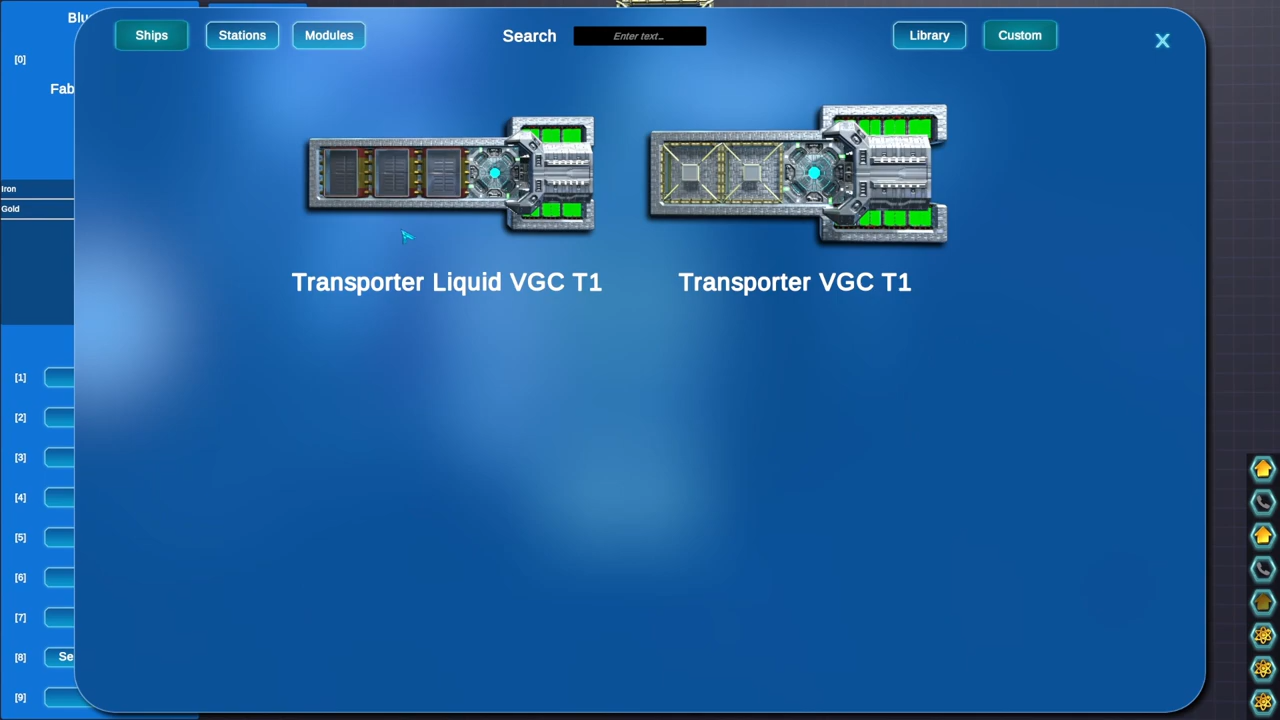 Blu
Ships
Stations
Modules
Search
Enter text...
Library
Custom
X
[0]
Fab
Iron
Gold
Transporter Liquid VGC T1
Transporter VGC T1
[1]
[2]
[3]
[4]
[5]
[6]
[7]
[8]
Se
[9]